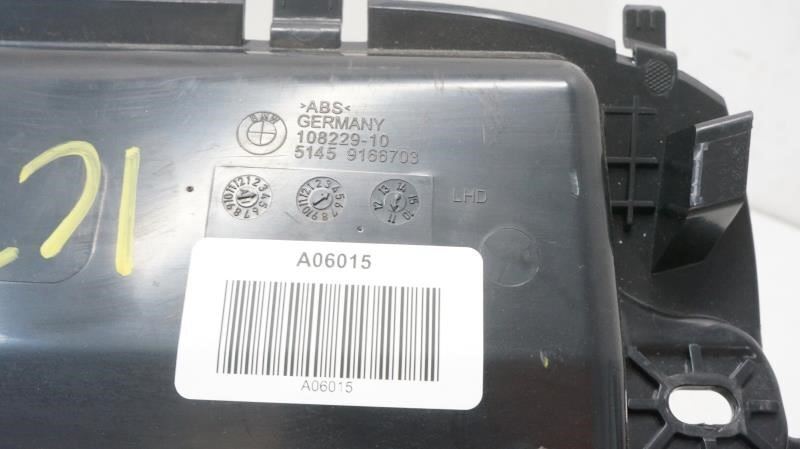 >ABS<
GERMANY
108229-10
5145 9166703
LHD
A06015
A06015